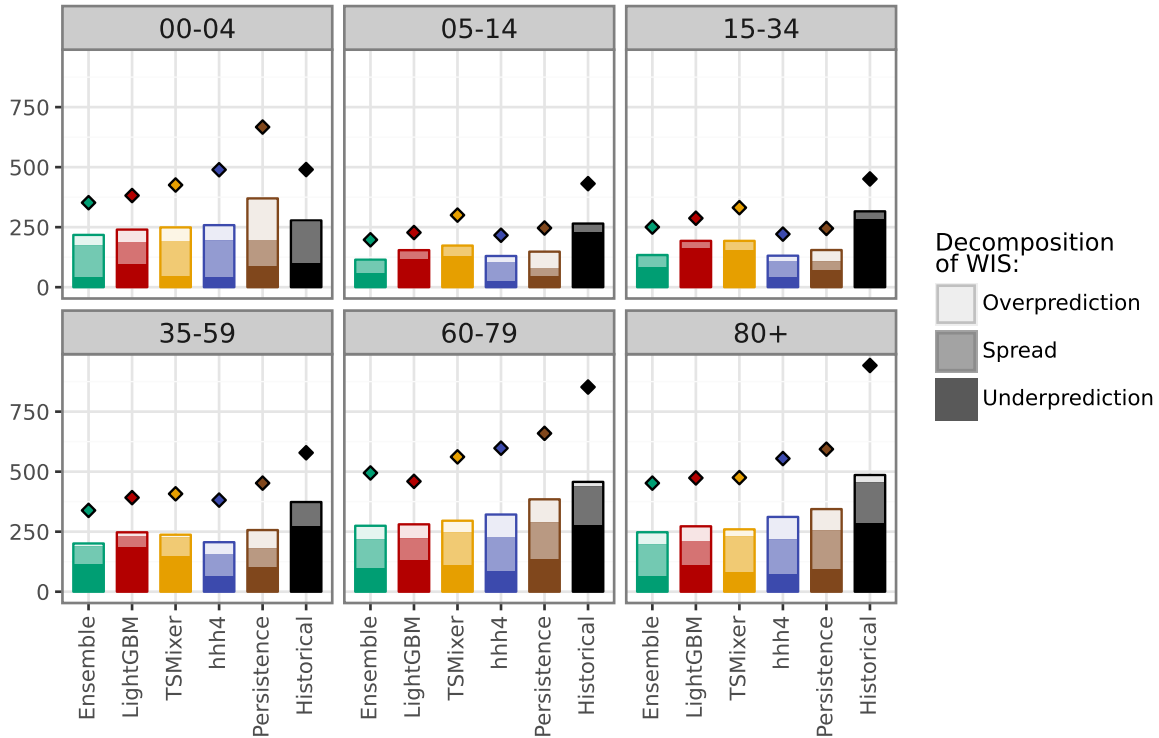 00-04
05-14
15-34
750
500
250
0
35-59
60-79
80+
750
500
250
0
Ensemble
LightGBM
TSMixer
hhh4
Persistence
Historical
Ensemble
LightGBM
TSMixer
hhh4
Persistence
Historical
Ensemble
LightGBM
TSMixer
hhh4
Persistence
Historical
Decomposition
of WIS:
Overprediction
Spread
Underprediction